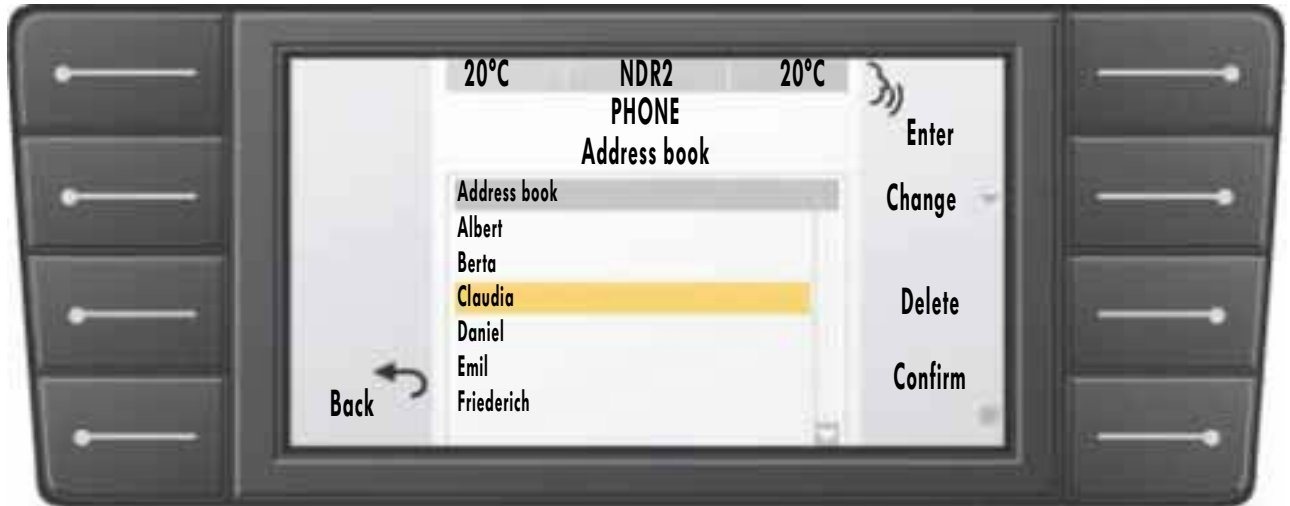 20°C NDR2 20°C
PHONE
Address book
Enter
Change
Delete
Confirm
Back
Address book
Albert
Berta
Claudia
Daniel
Emil
Friederich